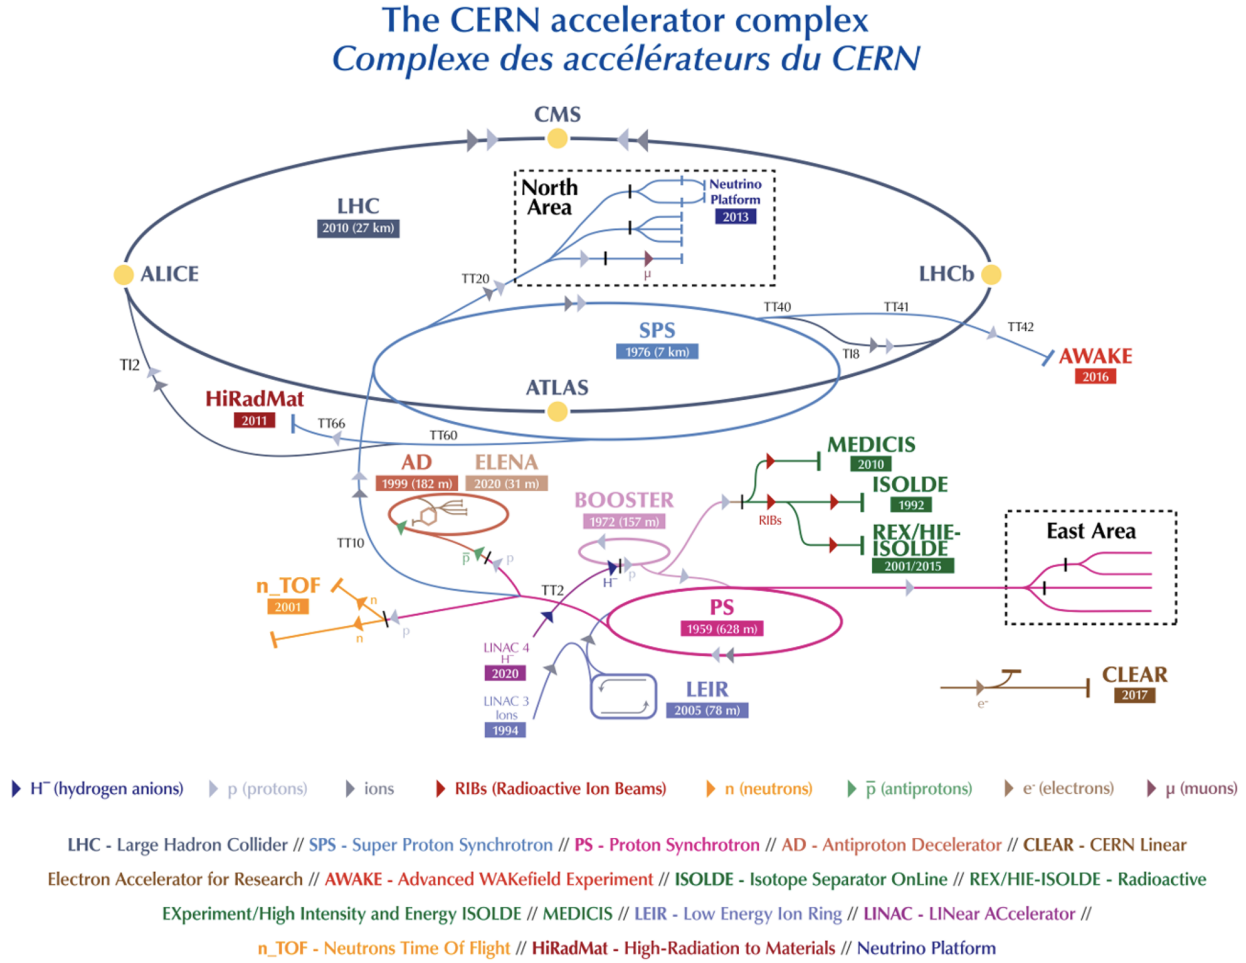 The CERN accelerator complex
Complexe des accélérateurs du CERN
CMS
North
Area
Neutrino
Platform
2013
LHC
2010 (27 km)
μ
ALICE
LHCb
TT20
TT40
TT41
TT42
SPS
1976 (7 km)
TI8
TI2
AWAKE
2016
ATLAS
HiRadMat
2011
TT66
TT60
MEDICIS
2010
AD
1999 (182 m)
ELENA
2020 (31 m)
ISOLDE
1992
BOOSTER
1972 (157 m)
RIBs
REX/HIE-
ISOLDE
2001/2015
East Area
TT10
p̅
p
H⁻
p
n_TOF
2001
n
n
p
TT2
PS
1959 (628 m)
LINAC 4
H⁻
2020
LEIR
2005 (78 m)
LINAC 3
Ions
1994
CLEAR
2017
e⁻
H⁻ (hydrogen anions) p (protons) ions RIBs (Radioactive Ion Beams) n (neutrons) p̅ (antiprotons) e⁻ (electrons) μ (muons)
LHC - Large Hadron Collider // SPS - Super Proton Synchrotron // PS - Proton Synchrotron // AD - Antiproton Decelerator // CLEAR - CERN Linear
Electron Accelerator for Research // AWAKE - Advanced WAKefield Experiment // ISOLDE - Isotope Separator OnLine // REX/HIE-ISOLDE - Radioactive
EXperiment/High Intensity and Energy ISOLDE // MEDICIS // LEIR - Low Energy Ion Ring // LINAC - LINear ACcelerator //
n_TOF - Neutrons Time Of Flight // HiRadMat - High-Radiation to Materials // Neutrino Platform